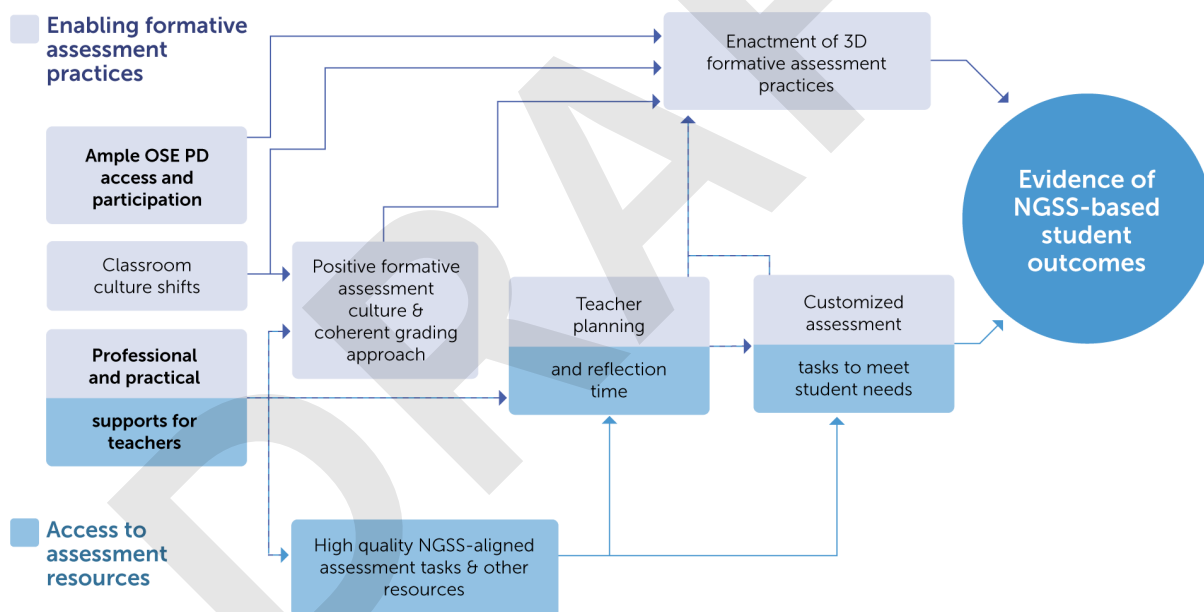 Enabling formative
assessment
practices
Enactment of 3D
formative assessment
practices
Ample OSE PD
access and
participation
Evidence of
NGSS-based
student
outcomes
Classroom
culture shifts
Positive formative
assessment
culture &
coherent grading
approach
Teacher
planning
and reflection
time
Customized
assessment
tasks to meet
student needs
Professional
and practical
supports for
teachers
Access to
assessment
resources
High quality NGSS-aligned
assessment tasks & other
resources
DRAF